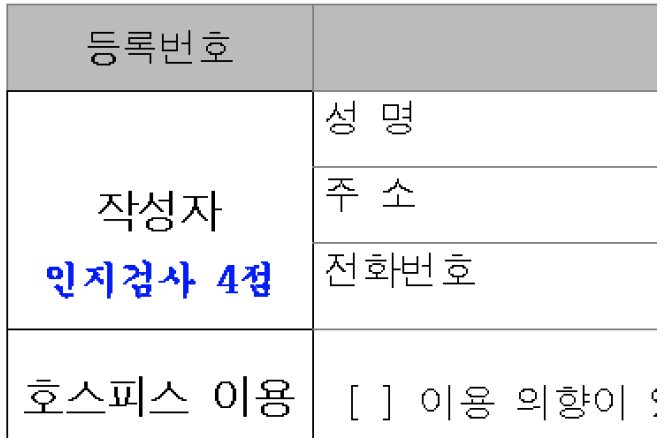 등록번호
성 명
작성자
주 소
인지검사 4점
전화번호
호스피스 이용
[ ] 이용 의향이